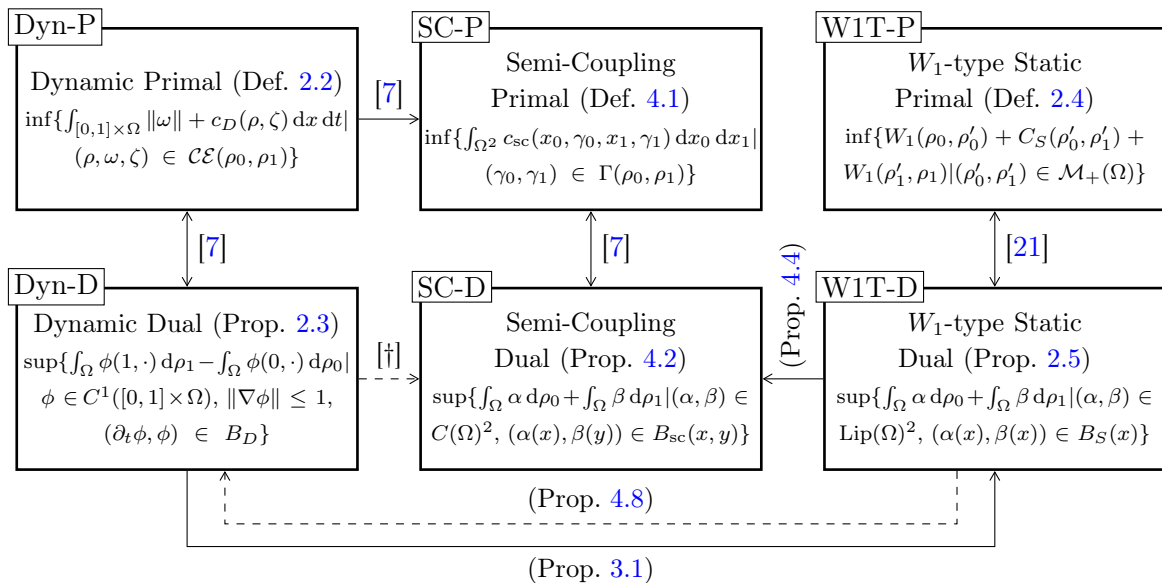 Dyn-P
Dynamic Primal (Def. 2.2)
inf{∫_{[0,1]×Ω} ‖ω‖ + c_D(ρ, ζ) dx dt|
(ρ, ω, ζ) ∈ 𝒞ℰ(ρ_0, ρ_1)}
[7]
SC-P
Semi-Coupling
Primal (Def. 4.1)
inf{∫_{Ω^2} c_{sc}(x_0, γ_0, x_1, γ_1) dx_0 dx_1|
(γ_0, γ_1) ∈ Γ(ρ_0, ρ_1)}
W1T-P
W_1-type Static
Primal (Def. 2.4)
inf{W_1(ρ_0, ρ′_0) + C_S(ρ′_0, ρ′_1) +
W_1(ρ′_1, ρ_1)|(ρ′_0, ρ′_1) ∈ ℳ_+(Ω)}
[7]
[7]
[21]
Dyn-D
Dynamic Dual (Prop. 2.3)
sup{∫_Ω ϕ(1, ·) dρ_1−∫_Ω ϕ(0, ·) dρ_0|
ϕ ∈ C^1([0, 1]×Ω), ‖∇ϕ‖ ≤ 1,
(∂_tϕ, ϕ) ∈ B_D}
[†]
SC-D
Semi-Coupling
Dual (Prop. 4.2)
sup{∫_Ω α dρ_0+∫_Ω β dρ_1|(α, β) ∈
C(Ω)^2, (α(x), β(y)) ∈ B_{sc}(x, y)}
(Prop. 4.4)
W1T-D
W_1-type Static
Dual (Prop. 2.5)
sup{∫_Ω α dρ_0+∫_Ω β dρ_1|(α, β) ∈
Lip(Ω)^2, (α(x), β(x)) ∈ B_S(x)}
(Prop. 4.8)
(Prop. 3.1)